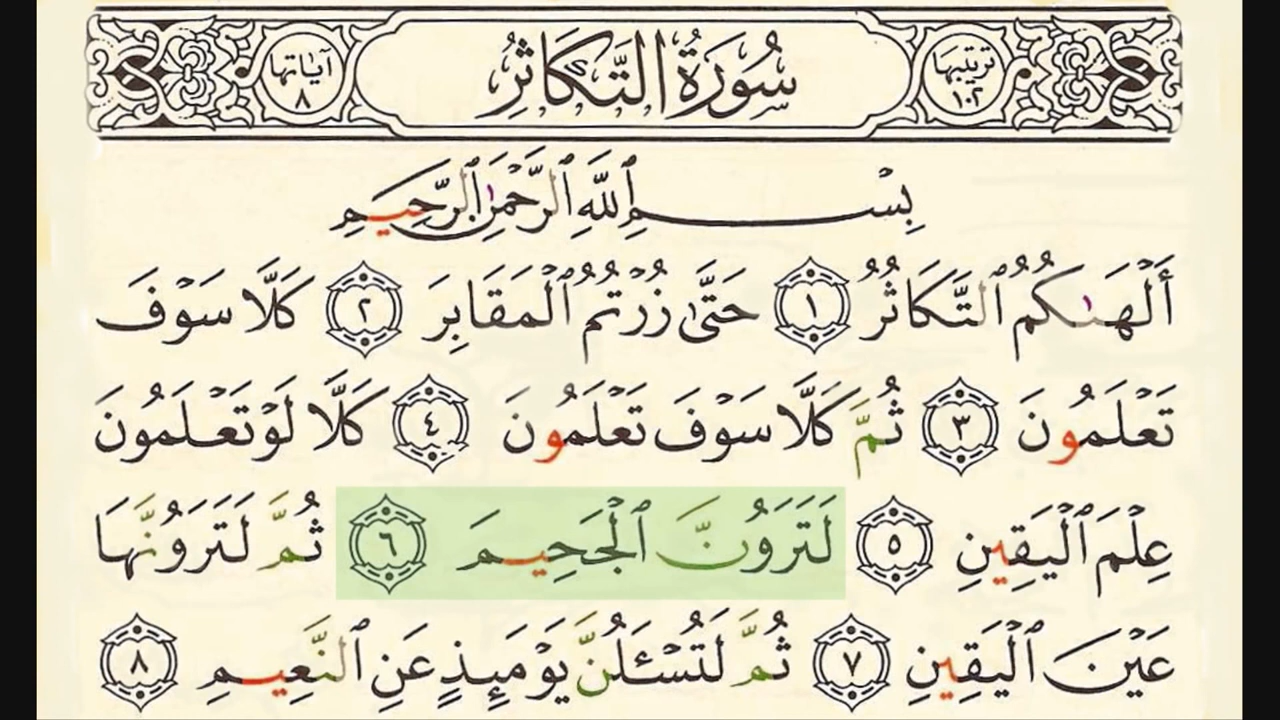 ترتيبها ١٠٢ سُورَةُ التَّكَاثُرِ آياتها ٨
بِسْمِ ٱللَّهِ ٱلرَّحْمَٰنِ ٱلرَّحِيمِ
أَلْهَىٰكُمُ ٱلتَّكَاثُرُ ١ حَتَّىٰ زُرْتُمُ ٱلْمَقَابِرَ ٢ كَلَّا سَوْفَ
تَعْلَمُونَ ٣ ثُمَّ كَلَّا سَوْفَ تَعْلَمُونَ ٤ كَلَّا لَوْ تَعْلَمُونَ
عِلْمَ ٱلْيَقِينِ ٥ لَتَرَوُنَّ ٱلْجَحِيمَ ٦ ثُمَّ لَتَرَوُنَّهَا
عَيْنَ ٱلْيَقِينِ ٧ ثُمَّ لَتُسْـَٔلُنَّ يَوْمَئِذٍ عَنِ ٱلنَّعِيمِ ٨